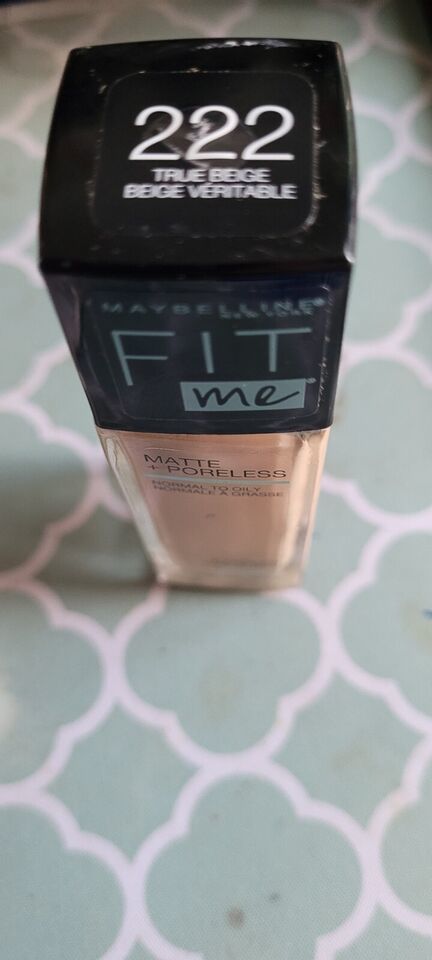 222
TRUE BEIGE
BEIGE VÉRITABLE
MAYBELLINE®
NEW YORK
FIT
me®
MATTE
+ PORELESS
NORMAL TO OILY
NORMALE À GRASSE